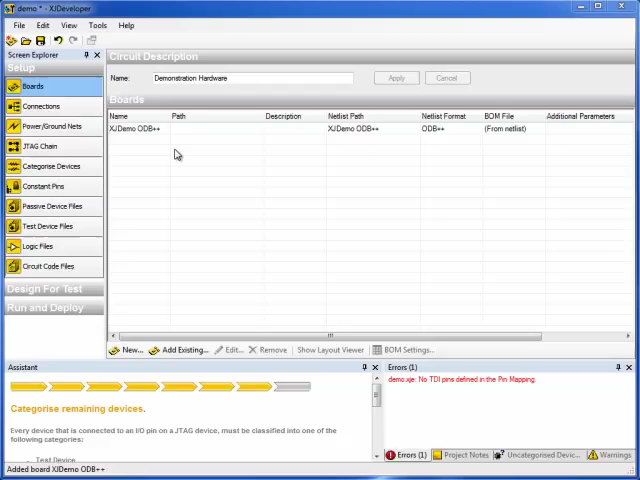 demo * - XJDeveloper
File Edit View Tools Help
Screen Explorer
Setup
Boards
Connections
Power/Ground Nets
JTAG Chain
Categorise Devices
Constant Pins
Passive Device Files
Test Device Files
Logic Files
Circuit Code Files
Design For Test
Run and Deploy
Circuit Description
Name: Demonstration Hardware Apply Cancel
Boards
Name Path Description Netlist Path Netlist Format BOM File Additional Parameters
XJDemo ODB++ XJDemo ODB++ ODB++ (From netlist)
New... Add Existing... Edit... Remove Show Layout Viewer BOM Settings...
Assistant
Categorise remaining devices.
Every device that is connected to an I/O pin on a JTAG device, must be classified into one of the
following categories:
• Test Device
Errors (1)
demo.xje: No TDI pins defined in the Pin Mapping.
Errors (1) Project Notes Uncategorised Devic... Warnings
Added board XJDemo ODB++